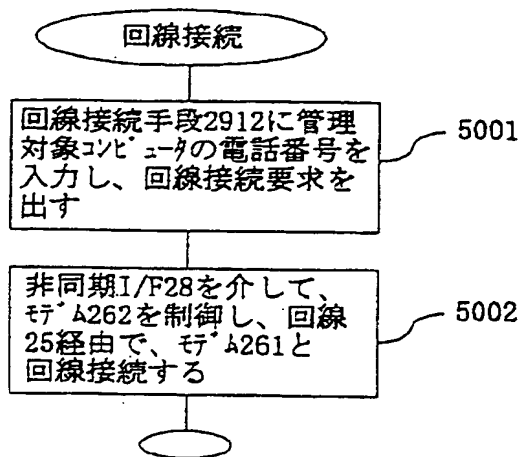 回線接続
回線接続手段2912に管理
対象ｺﾝﾋﾟｭｰﾀの電話番号を
入力し、回線接続要求を
出す
5001
非同期I/F28を介して、
ﾓﾃﾞﾑ262を制御し、回線
25経由で、ﾓﾃﾞﾑ261と
回線接続する
5002